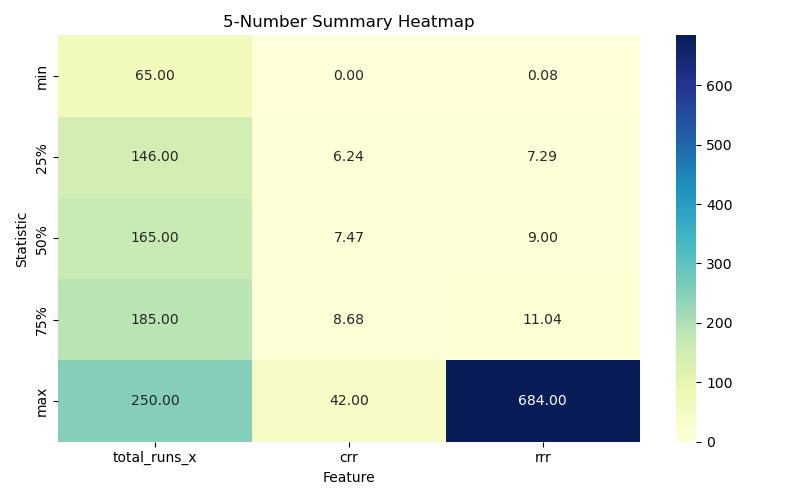 5-Number Summary Heatmap
min 65.00 0.00 0.08
25% 146.00 6.24 7.29
50% 165.00 7.47 9.00
75% 185.00 8.68 11.04
max 250.00 42.00 684.00
Statistic
total_runs_x crr rrr
Feature
600
500
400
300
200
100
0